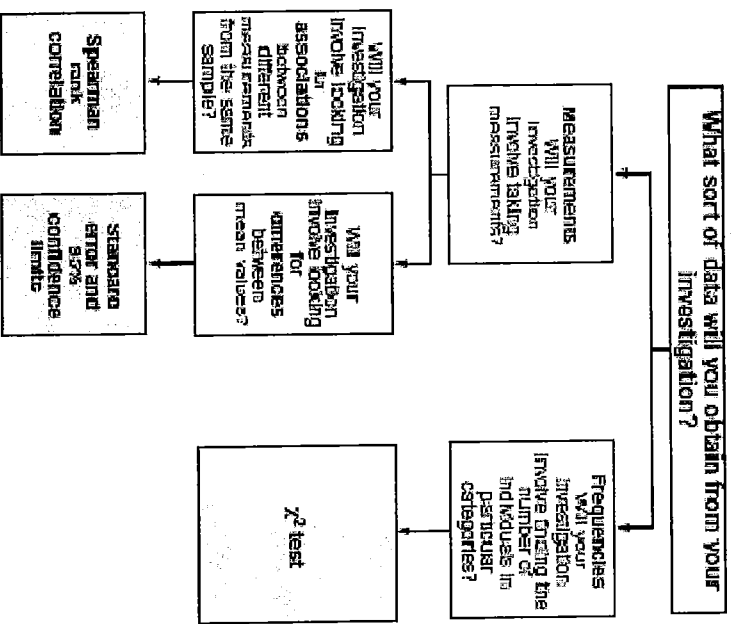 What sort of data will you obtain from your
investigation?
Measurements
Will your
investigation
involve taking
measurements?
Frequencies
Will your
investigation
involve finding the
number of
individuals in
particular
categories?
Will your
investigation
involve looking
for
associations
between
different
measurements
from the same
sample?
Will your
investigation
involve looking
for
differences
between
mean values?
χ² test
Spearman
rank
correlation
Standard
error and
95%
confidence
limits